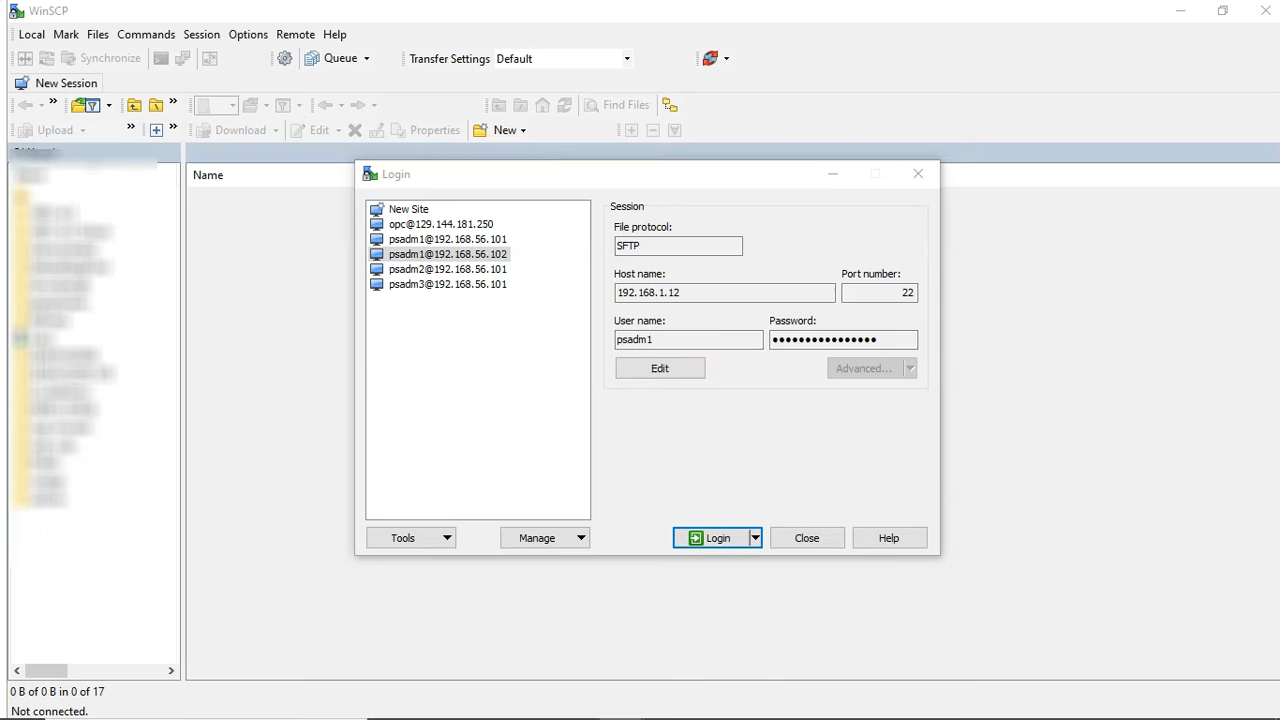 WinSCP
Local Mark Files Commands Session Options Remote Help
Synchronize Queue Transfer Settings Default
New Session
Find Files
Upload Download Edit Properties New
Name
Login
New Site
opc@129.144.181.250
psadm1@192.168.56.101
psadm1@192.168.56.102
psadm2@192.168.56.101
psadm3@192.168.56.101
Session
File protocol:
SFTP
Host name: Port number:
192.168.1.12 22
User name: Password:
psadm1 ••••••••••••••••
Edit Advanced...
Tools Manage Login Close Help
0 B of 0 B in 0 of 17
Not connected.